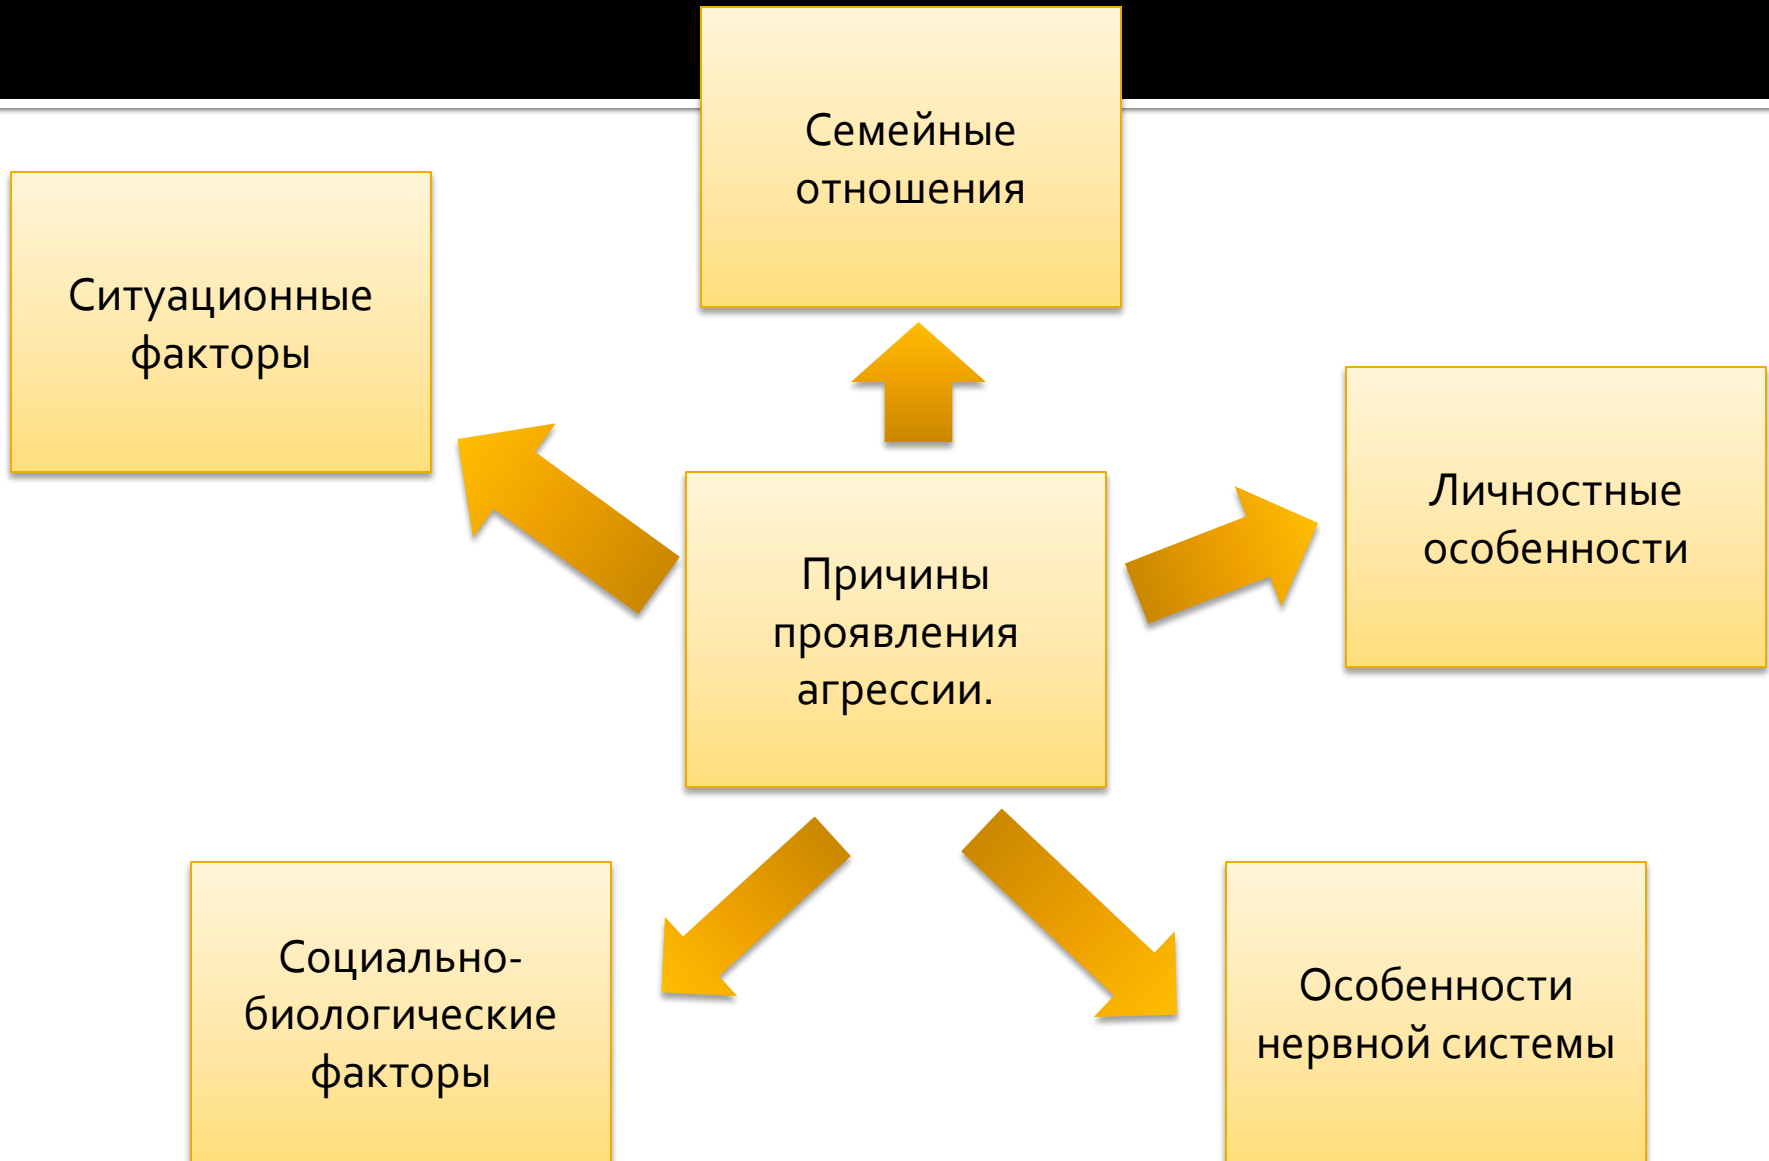 Семейные
отношения
Ситуационные
факторы
Личностные
особенности
Причины
проявления
агрессии.
Социально-
биологические
факторы
Особенности
нервной системы